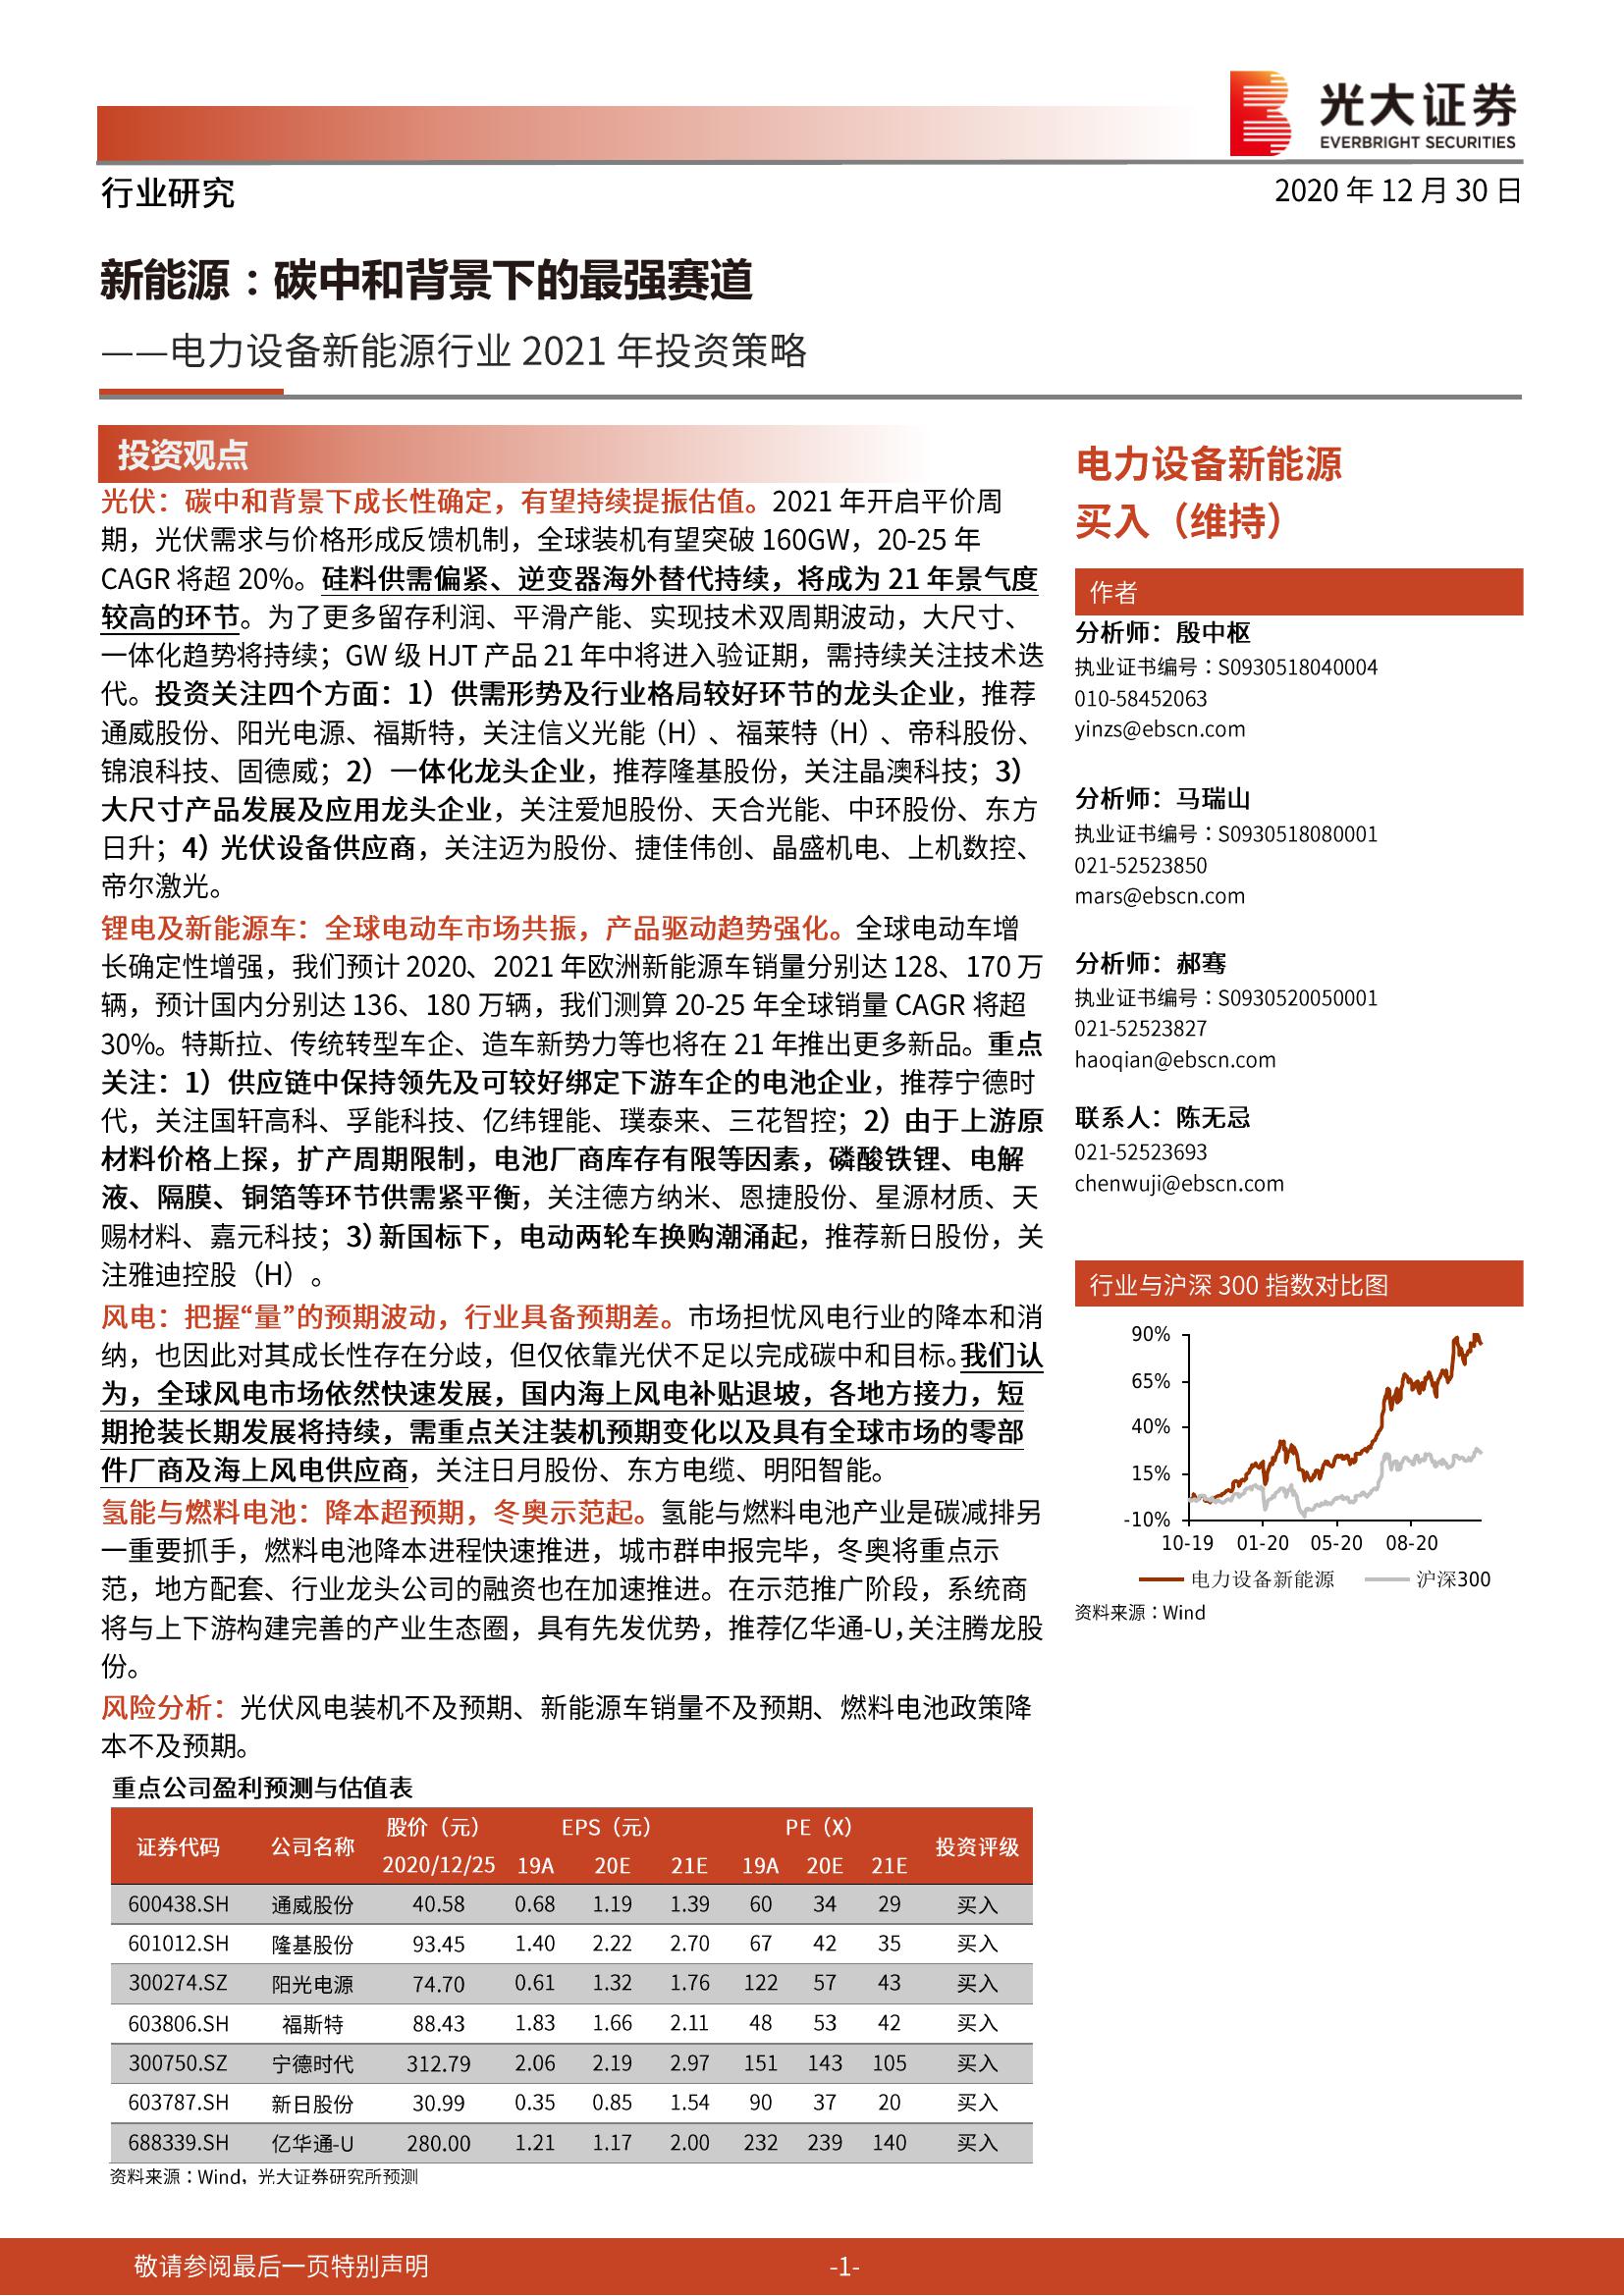 光大证券
EVERBRIGHT SECURITIES
行业研究
2020 年 12 月 30 日
新能源：碳中和背景下的最强赛道
——电力设备新能源行业 2021 年投资策略
投资观点
光伏：碳中和背景下成长性确定，有望持续提振估值。2021 年开启平价周
期，光伏需求与价格形成反馈机制，全球装机有望突破 160GW，20-25 年
CAGR 将超 20%。硅料供需偏紧、逆变器海外替代持续，将成为 21 年景气度
较高的环节。为了更多留存利润、平滑产能、实现技术双周期波动，大尺寸、
一体化趋势将持续；GW 级 HJT 产品 21 年中将进入验证期，需持续关注技术迭
代。投资关注四个方面：1）供需形势及行业格局较好环节的龙头企业，推荐
通威股份、阳光电源、福斯特，关注信义光能（H）、福莱特（H）、帝科股份、
锦浪科技、固德威；2）一体化龙头企业，推荐隆基股份，关注晶澳科技；3）
大尺寸产品发展及应用龙头企业，关注爱旭股份、天合光能、中环股份、东方
日升；4）光伏设备供应商，关注迈为股份、捷佳伟创、晶盛机电、上机数控、
帝尔激光。
锂电及新能源车：全球电动车市场共振，产品驱动趋势强化。全球电动车增
长确定性增强，我们预计 2020、2021 年欧洲新能源车销量分别达 128、170 万
辆，预计国内分别达 136、180 万辆，我们测算 20-25 年全球销量 CAGR 将超
30%。特斯拉、传统转型车企、造车新势力等也将在 21 年推出更多新品。重点
关注：1）供应链中保持领先及可较好绑定下游车企的电池企业，推荐宁德时
代，关注国轩高科、孚能科技、亿纬锂能、璞泰来、三花智控；2）由于上游原
材料价格上探，扩产周期限制，电池厂商库存有限等因素，磷酸铁锂、电解
液、隔膜、铜箔等环节供需紧平衡，关注德方纳米、恩捷股份、星源材质、天
赐材料、嘉元科技；3）新国标下，电动两轮车换购潮涌起，推荐新日股份，关
注雅迪控股（H）。
风电：把握“量”的预期波动，行业具备预期差。市场担忧风电行业的降本和消
纳，也因此对其成长性存在分歧，但仅依靠光伏不足以完成碳中和目标。我们认
为，全球风电市场依然快速发展，国内海上风电补贴退坡，各地方接力，短
期抢装长期发展将持续，需重点关注装机预期变化以及具有全球市场的零部
件厂商及海上风电供应商，关注日月股份、东方电缆、明阳智能。
氢能与燃料电池：降本超预期，冬奥示范起。氢能与燃料电池产业是碳减排另
一重要抓手，燃料电池降本进程快速推进，城市群申报完毕，冬奥将重点示
范，地方配套、行业龙头公司的融资也在加速推进。在示范推广阶段，系统商
将与上下游构建完善的产业生态圈，具有先发优势，推荐亿华通-U，关注腾龙股
份。
风险分析：光伏风电装机不及预期、新能源车销量不及预期、燃料电池政策降
本不及预期。
重点公司盈利预测与估值表
证券代码 公司名称 股价（元） EPS（元） PE（X） 投资评级
2020/12/25 19A 20E 21E 19A 20E 21E
600438.SH 通威股份 40.58 0.68 1.19 1.39 60 34 29 买入
601012.SH 隆基股份 93.45 1.40 2.22 2.70 67 42 35 买入
300274.SZ 阳光电源 74.70 0.61 1.32 1.76 122 57 43 买入
603806.SH 福斯特 88.43 1.83 1.66 2.11 48 53 42 买入
300750.SZ 宁德时代 312.79 2.06 2.19 2.97 151 143 105 买入
603787.SH 新日股份 30.99 0.35 0.85 1.54 90 37 20 买入
688339.SH 亿华通-U 280.00 1.21 1.17 2.00 232 239 140 买入
资料来源：Wind，光大证券研究所预测
电力设备新能源
买入（维持）
作者
分析师：殷中枢
执业证书编号：S0930518040004
010-58452063
yinzs@ebscn.com
分析师：马瑞山
执业证书编号：S0930518080001
021-52523850
mars@ebscn.com
分析师：郝骞
执业证书编号：S0930520050001
021-52523827
haoqian@ebscn.com
联系人：陈无忌
021-52523693
chenwuji@ebscn.com
行业与沪深 300 指数对比图
90%
65%
40%
15%
-10%
10-19 01-20 05-20 08-20
电力设备新能源 沪深300
资料来源：Wind
敬请参阅最后一页特别声明
-1-